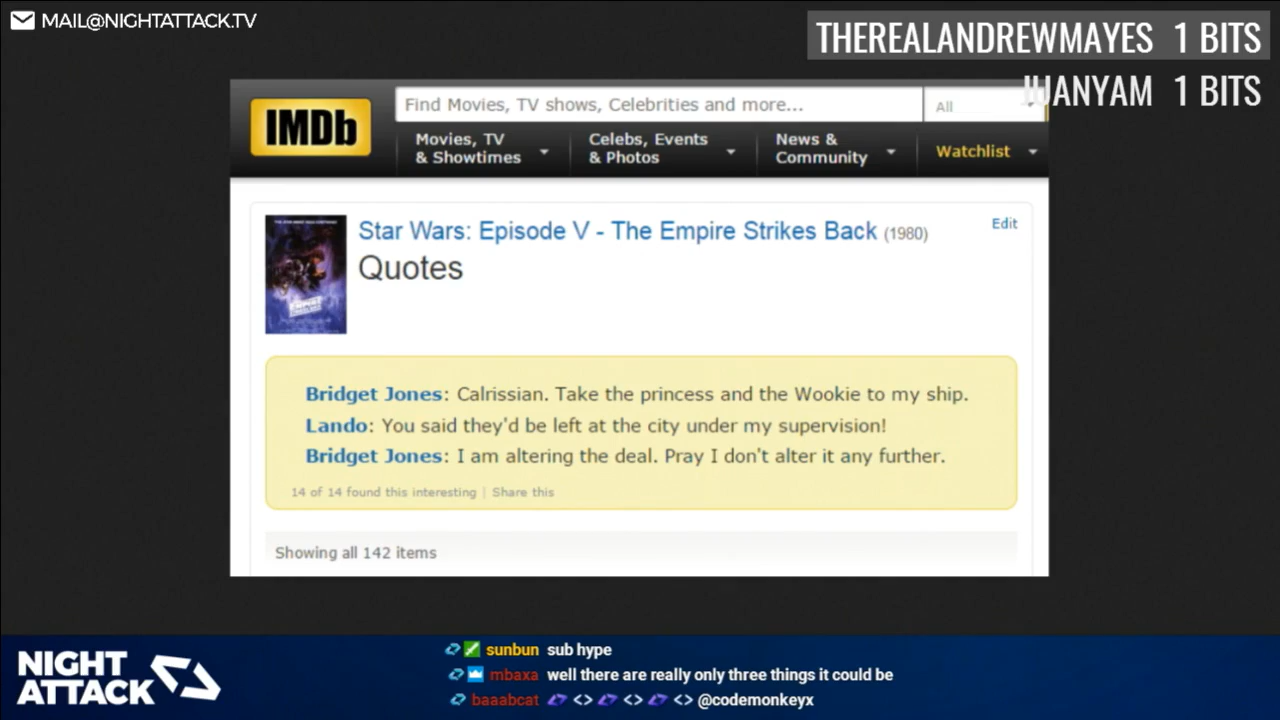 MAIL@NIGHTATTACK.TV
THEREALANDREWMAYES 1 BITS
JUANYAM 1 BITS
IMDb
Find Movies, TV shows, Celebrities and more...
All
Movies, TV
& Showtimes
Celebs, Events
& Photos
News &
Community
Watchlist
Star Wars: Episode V - The Empire Strikes Back (1980)
Edit
Quotes
Bridget Jones: Calrissian. Take the princess and the Wookie to my ship.
Lando: You said they'd be left at the city under my supervision!
Bridget Jones: I am altering the deal. Pray I don't alter it any further.
14 of 14 found this interesting | Share this
Showing all 142 items
NIGHT
ATTACK
sunbun sub hype
mbaxa well there are really only three things it could be
baaabcat <> <> <> @codemonkeyx